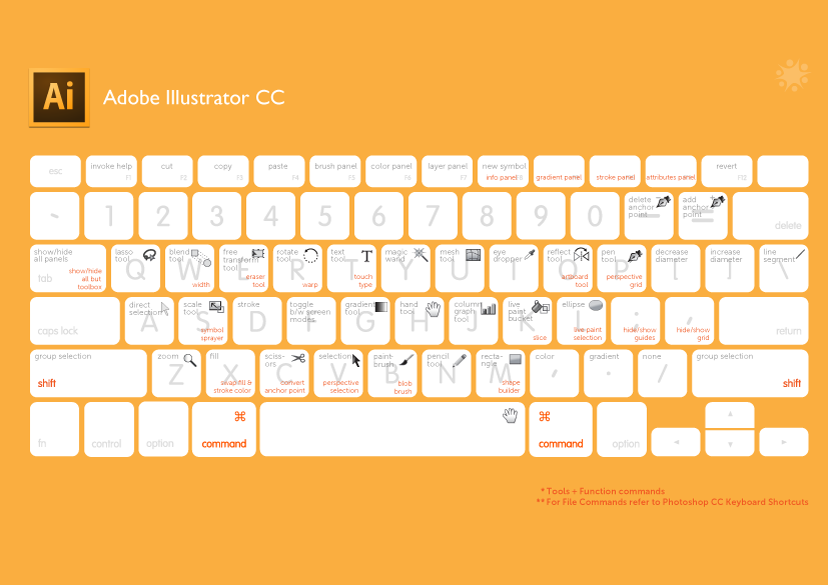 Ai
Adobe Illustrator CC
esc
invoke help
F1
cut
F2
copy
F3
paste
F4
brush panel
F5
color panel
F6
layer panel
F7
new symbol
info panel
gradient panel
stroke panel
attributes panel
revert
F12
~
1
2
3
4
5
6
7
8
9
0
delete
anchor
point
add
anchor
point
=
delete
show/hide
all panels
tab
show/hide
all but
toolbox
lasso
tool
Q
blend
tool
W
width
free
transform
tool
E
eraser
tool
rotate
tool
R
warp
text
tool
T
T
touch
type
magic
wand
Y
mesh
tool
U
eye
dropper
I
reflect
tool
O
artboard
tool
pen
tool
P
perspective
grid
decrease
diameter
[
increase
diameter
]
line
segment
\
caps lock
direct
selection
A
scale
tool
S
symbol
sprayer
stroke
D
toggle
b/w screen
modes
F
gradient
tool
G
hand
tool
H
column
graph
tool
J
live
paint
bucket
K
slice
ellipse
L
live paint
selection
;
hide/show
guides
hide/show
grid
return
group selection
shift
zoom
Z
fill
X
swap fill &
stroke color
sciss-
ors
C
convert
anchor point
selection
V
perspective
selection
paint-
brush
B
blob
brush
pencil
tool
N
recta-
ngle
M
shape
builder
color
,
gradient
.
none
/
group selection
shift
fn
control
option
⌘
command
⌘
command
option
* Tools + Function commands
** For File Commands refer to Photoshop CC Keyboard Shortcuts